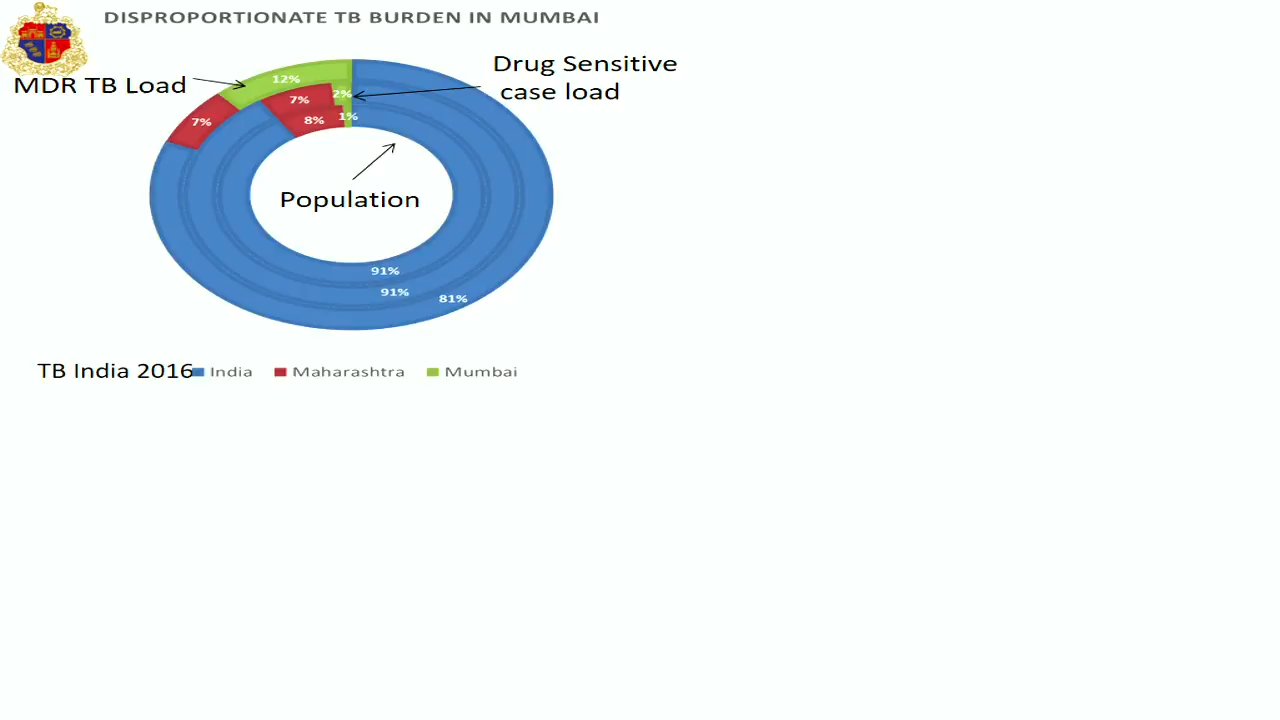 DISPROPORTIONATE TB BURDEN IN MUMBAI
Drug Sensitive
case load
MDR TB Load
12%
7%
2%
7%
8%
1%
Population
91%
91%
81%
TB India 2016
India
Maharashtra
Mumbai